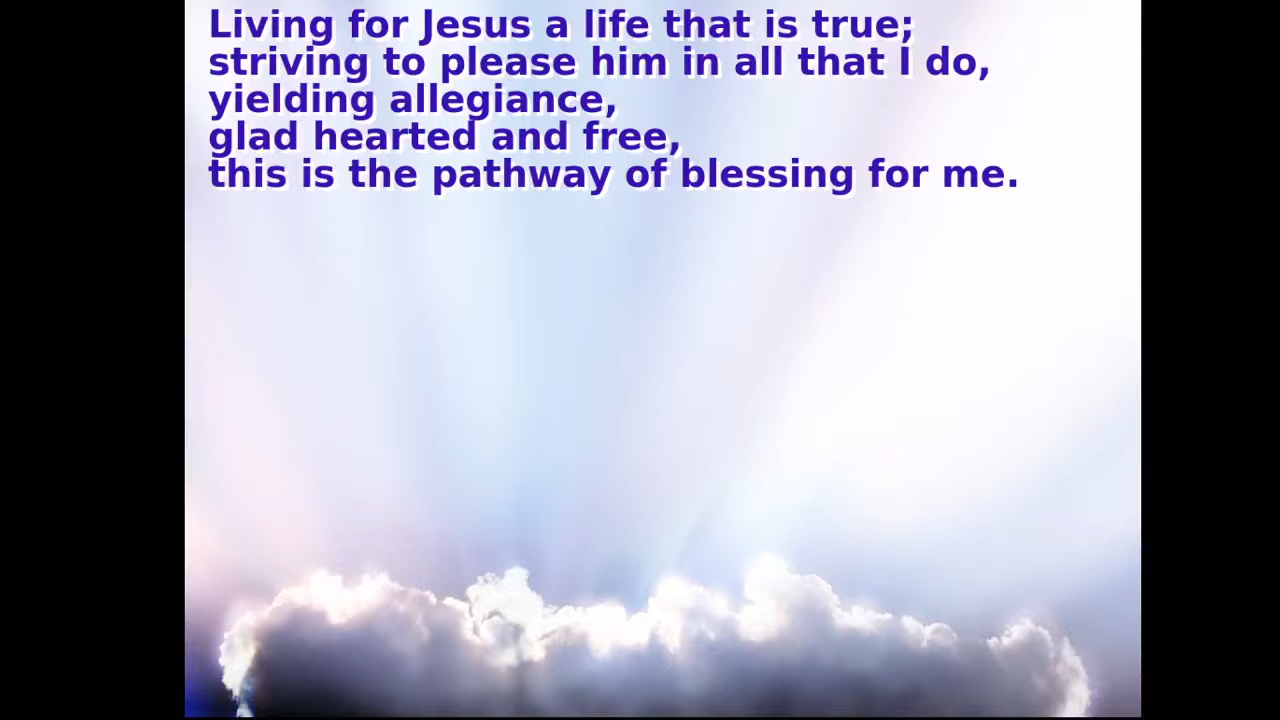 Living for Jesus a life that is true;
striving to please him in all that I do,
yielding allegiance,
glad hearted and free,
this is the pathway of blessing for me.